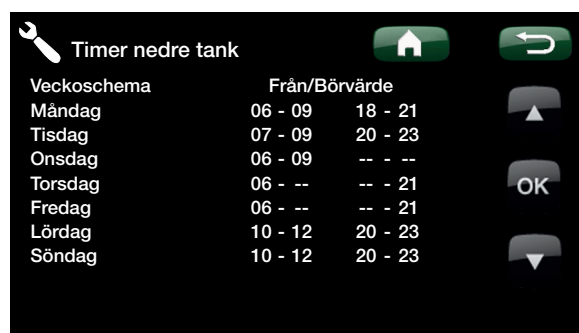 Timer nedre tank
Veckoschema Från/Börvärde
Måndag 06 - 09 18 - 21
Tisdag 07 - 09 20 - 23
Onsdag 06 - 09 -- - --
Torsdag 06 - -- -- - 21
Fredag 06 - -- -- - 21
Lördag 10 - 12 20 - 23
Söndag 10 - 12 20 - 23
OK